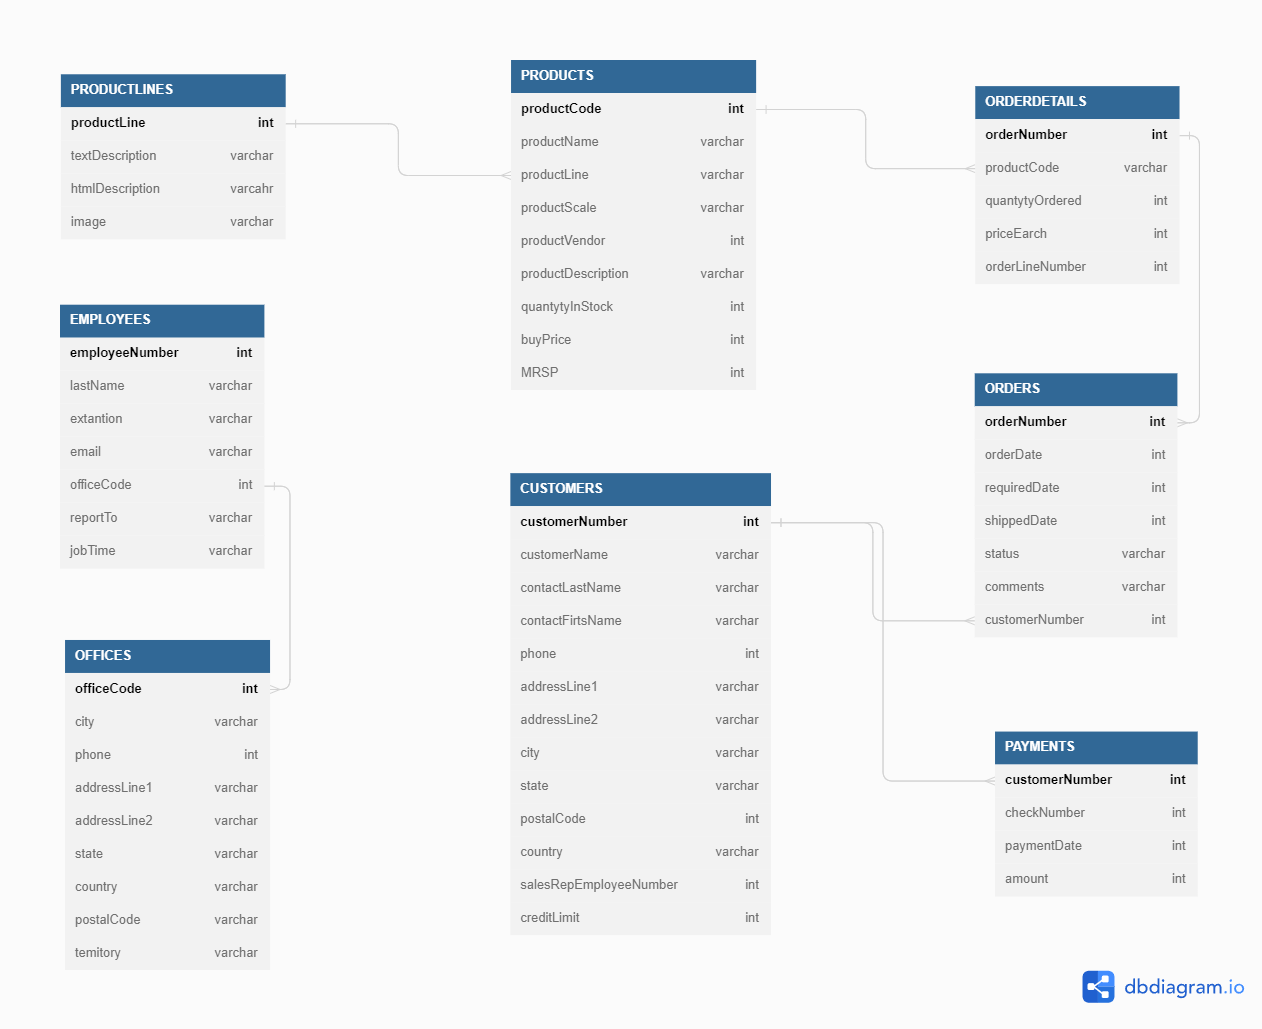 PRODUCTLINES
productLine int
textDescription varchar
htmlDescription varcahr
image varchar
EMPLOYEES
employeeNumber int
lastName varchar
extantion varchar
email varchar
officeCode int
reportTo varchar
jobTime varchar
OFFICES
officeCode int
city varchar
phone int
addressLine1 varchar
addressLine2 varchar
state varchar
country varchar
postalCode varchar
temitory varchar
PRODUCTS
productCode int
productName varchar
productLine varchar
productScale varchar
productVendor int
productDescription varchar
quantytyInStock int
buyPrice int
MRSP int
CUSTOMERS
customerNumber int
customerName varchar
contactLastName varchar
contactFirtsName varchar
phone int
addressLine1 varchar
addressLine2 varchar
city varchar
state varchar
postalCode int
country varchar
salesRepEmployeeNumber int
creditLimit int
ORDERDETAILS
orderNumber int
productCode varchar
quantytyOrdered int
priceEarch int
orderLineNumber int
ORDERS
orderNumber int
orderDate int
requiredDate int
shippedDate int
status varchar
comments varchar
customerNumber int
PAYMENTS
customerNumber int
checkNumber int
paymentDate int
amount int
dbdiagram.io